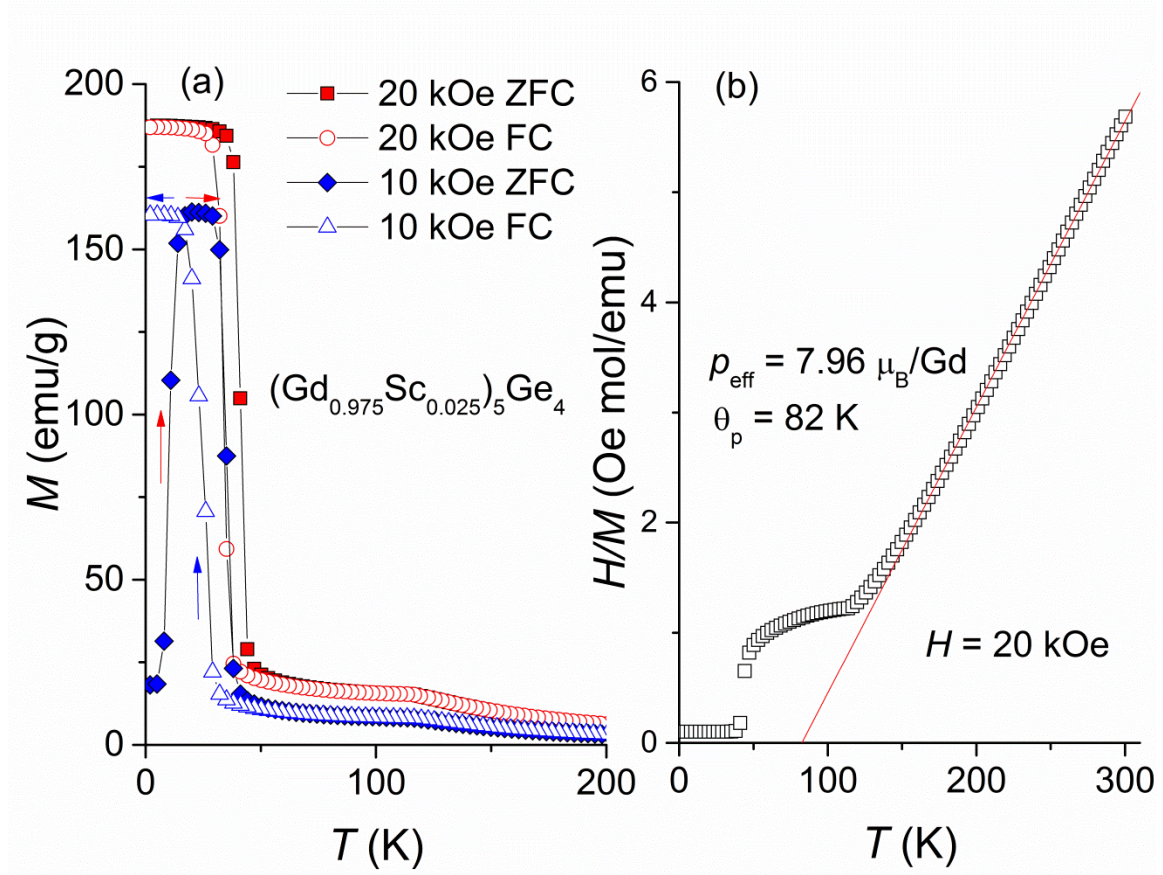 (a)
20 kOe ZFC
20 kOe FC
10 kOe ZFC
10 kOe FC
(Gd0.975Sc0.025)5Ge4
M (emu/g)
200
150
100
50
0
0
100
200
T (K)
(b)
peff = 7.96 μB/Gd
θp = 82 K
H = 20 kOe
H/M (Oe mol/emu)
6
4
2
0
0
100
200
300
T (K)